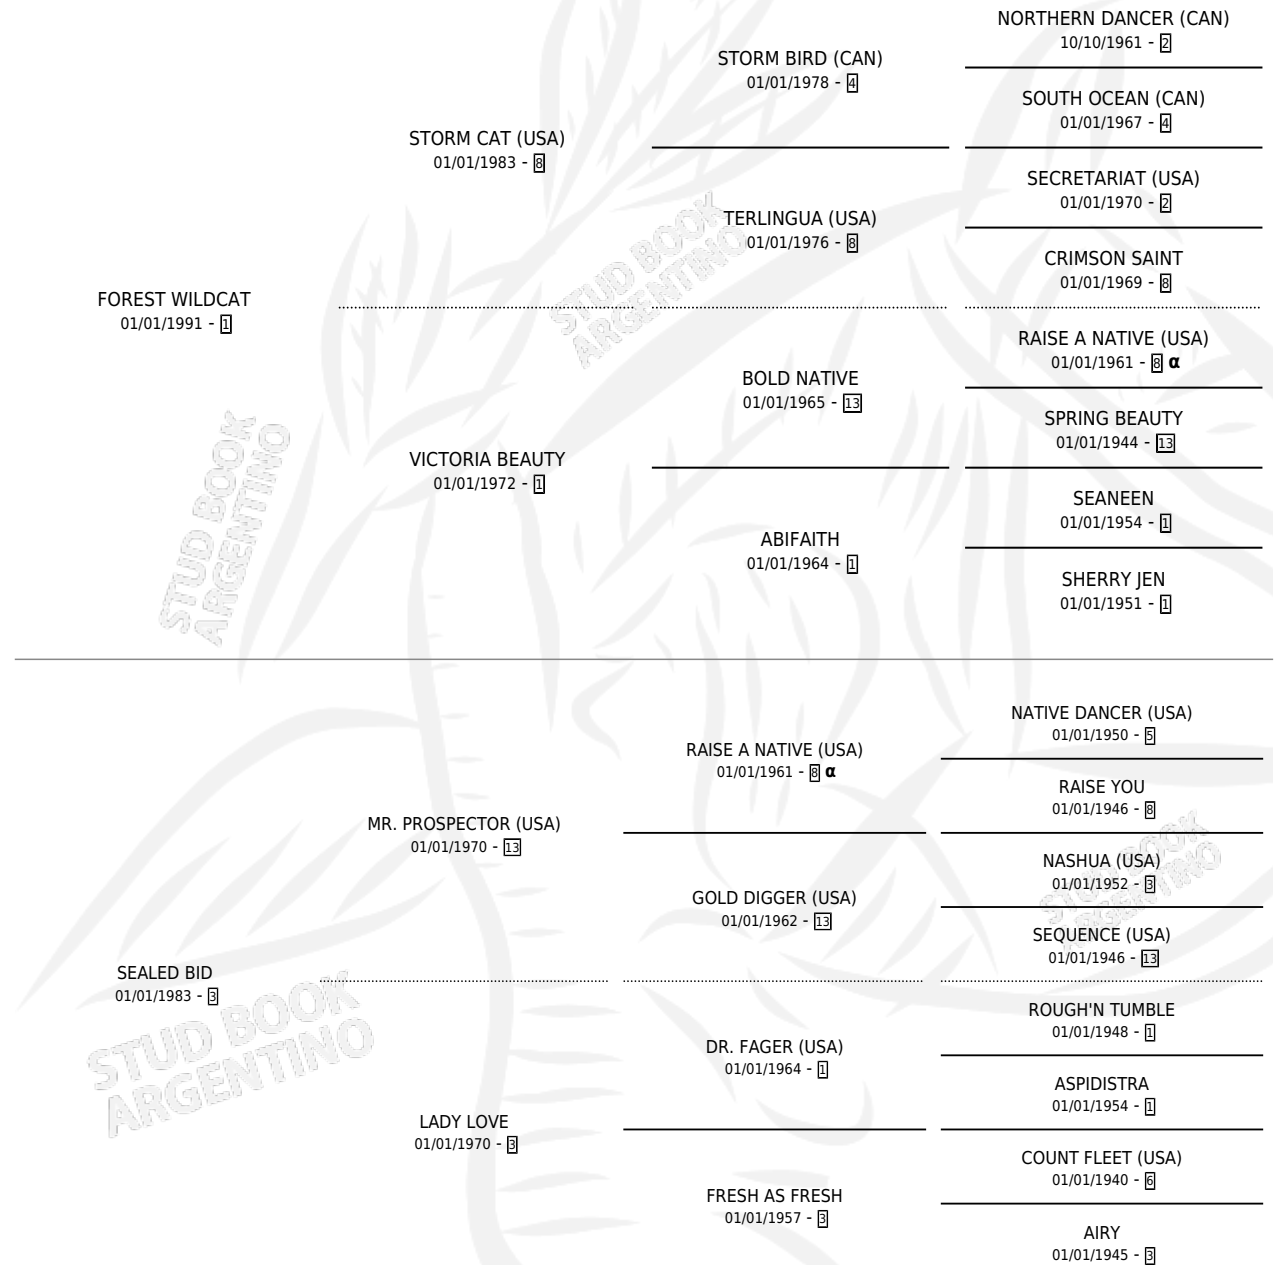 NORTHERN DANCER (CAN)
10/10/1961 - 2
STORM BIRD (CAN)
01/01/1978 - 4
SOUTH OCEAN (CAN)
01/01/1967 - 4
STORM CAT (USA)
01/01/1983 - 8
SECRETARIAT (USA)
01/01/1970 - 2
TERLINGUA (USA)
01/01/1976 - 8
CRIMSON SAINT
01/01/1969 - 8
FOREST WILDCAT
01/01/1991 - 1
RAISE A NATIVE (USA)
01/01/1961 - 8 α
BOLD NATIVE
01/01/1965 - 13
SPRING BEAUTY
01/01/1944 - 13
VICTORIA BEAUTY
01/01/1972 - 1
SEANEEN
01/01/1954 - 1
ABIFAITH
01/01/1964 - 1
SHERRY JEN
01/01/1951 - 1
NATIVE DANCER (USA)
01/01/1950 - 5
RAISE A NATIVE (USA)
01/01/1961 - 8 α
RAISE YOU
01/01/1946 - 8
MR. PROSPECTOR (USA)
01/01/1970 - 13
NASHUA (USA)
01/01/1952 - 3
GOLD DIGGER (USA)
01/01/1962 - 13
SEQUENCE (USA)
01/01/1946 - 13
SEALED BID
01/01/1983 - 3
ROUGH'N TUMBLE
01/01/1948 - 1
DR. FAGER (USA)
01/01/1964 - 1
ASPIDISTRA
01/01/1954 - 1
LADY LOVE
01/01/1970 - 3
COUNT FLEET (USA)
01/01/1940 - 6
FRESH AS FRESH
01/01/1957 - 3
AIRY
01/01/1945 - 3
STUD BOOK
ARGENTINO
STUD BOOK
ARGENTINO
STUD BOOK
ARGENTINO
STUD BOOK
ARGENTINO